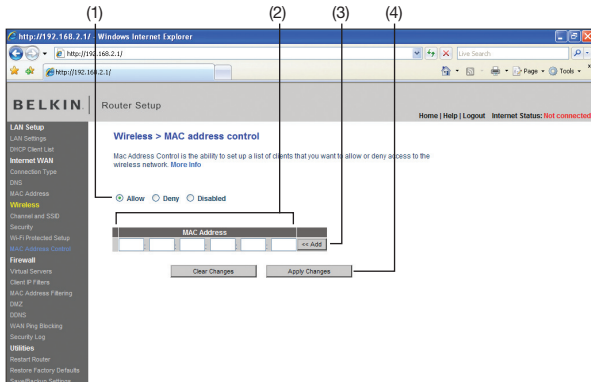 (1) (2) (3) (4)
http://192.168.2.1/ - Windows Internet Explorer
http://192.168.2.1/ Live Search
http://192.168.2.1/ Page Tools
BELKIN Router Setup
Home | Help | Logout Internet Status: Not connected
LAN Setup
LAN Settings
DHCP Client List
Internet WAN
Connection Type
DNS
MAC Address
Wireless
Channel and SSID
Security
Wi-Fi Protected Setup
MAC Address Control
Firewall
Virtual Servers
Client IP Filters
MAC Address Filtering
DMZ
DDNS
WAN Ping Blocking
Security Log
Utilities
Restart Router
Restore Factory Defaults
Save/Backup Settings
Wireless > MAC address control
Mac Address Control is the ability to set up a list of clients that you want to allow or deny access to the
wireless network. More Info
Allow Deny Disabled
MAC Address
: : : : : << Add
Clear Changes Apply Changes